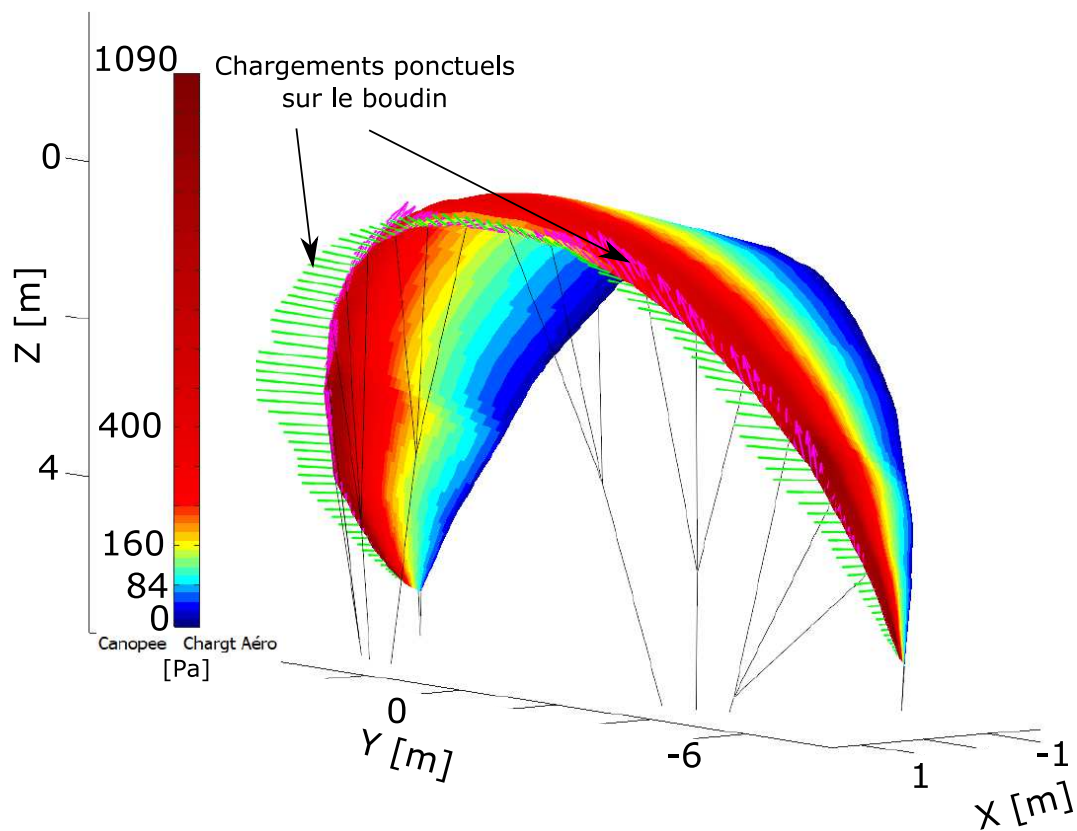 1090
Chargements ponctuels
sur le boudin
0
Z [m]
400
4
160
84
0
Canopee Chargt Aéro
[Pa]
0
Y [m]
-6
1
-1
X [m]